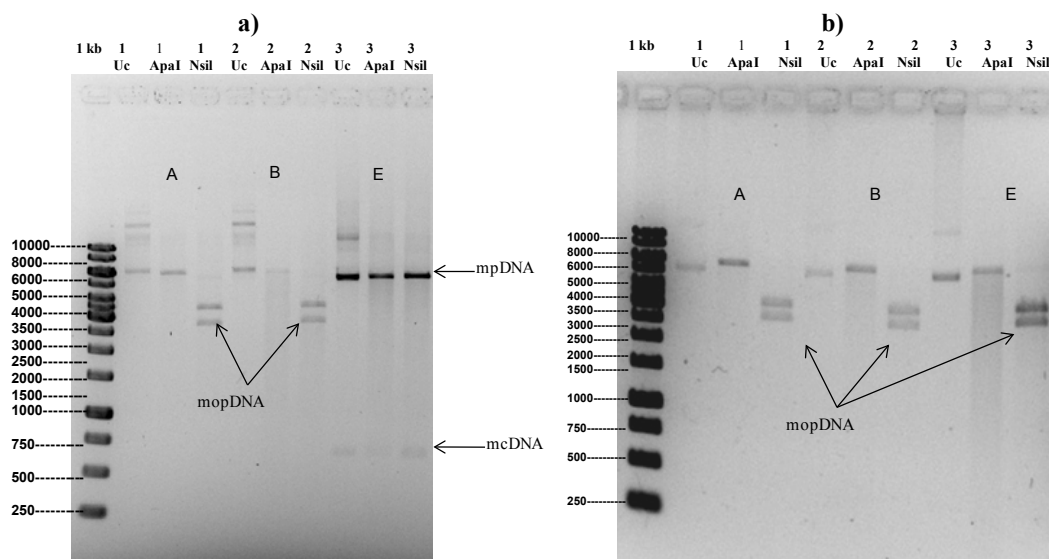 a)
1 kb 1 1 1 2 2 2 3 3 3
Uc ApaI NsiI Uc ApaI NsiI Uc ApaI NsiI
A B E
10000------
7000------
6000------
5000------
4000------
3500------
3000------
2500------
2000------
1500------
1000------
750------
500------
250------
mpDNA
mopDNA
mcDNA
b)
1 kb 1 1 1 2 2 2 3 3 3
Uc ApaI NsiI Uc ApaI NsiI Uc ApaI NsiI
A B E
10000------
8000------
6000------
4000------
3500------
3000------
2500------
2000------
1500------
1000------
750------
500------
250------
mopDNA